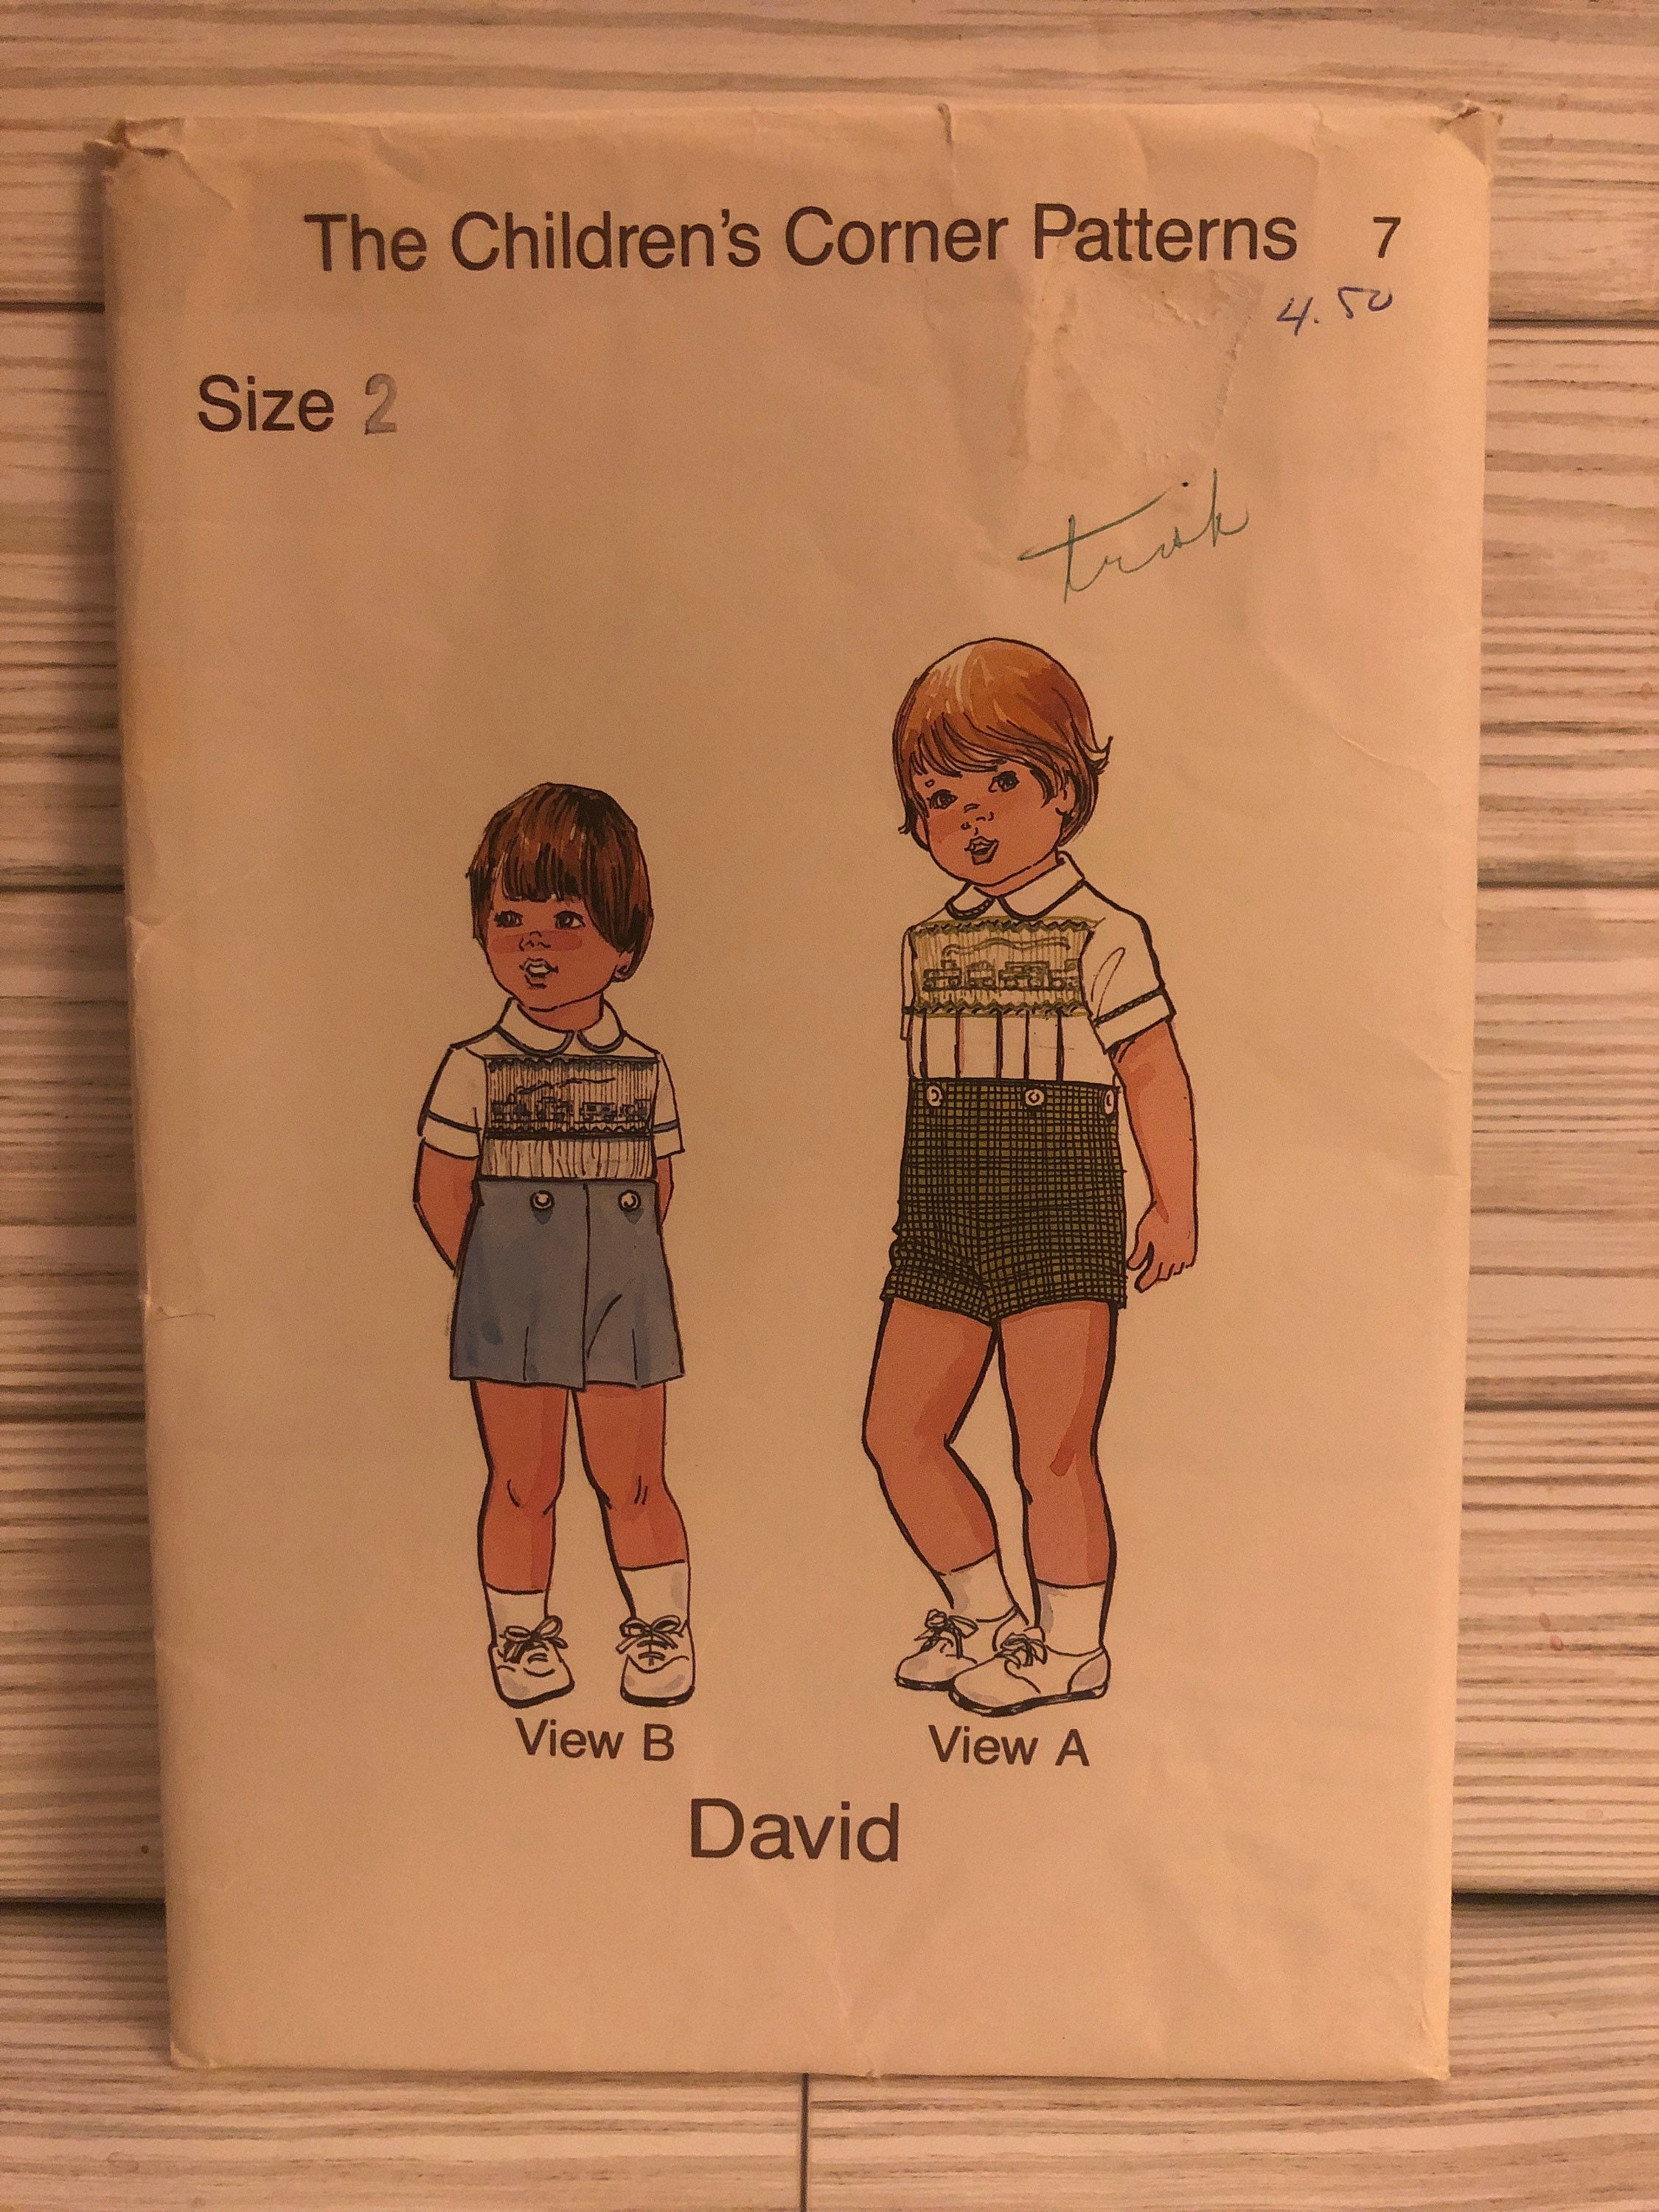 The Children's Corner Patterns 7
4.50
Size 2
View B View A
David